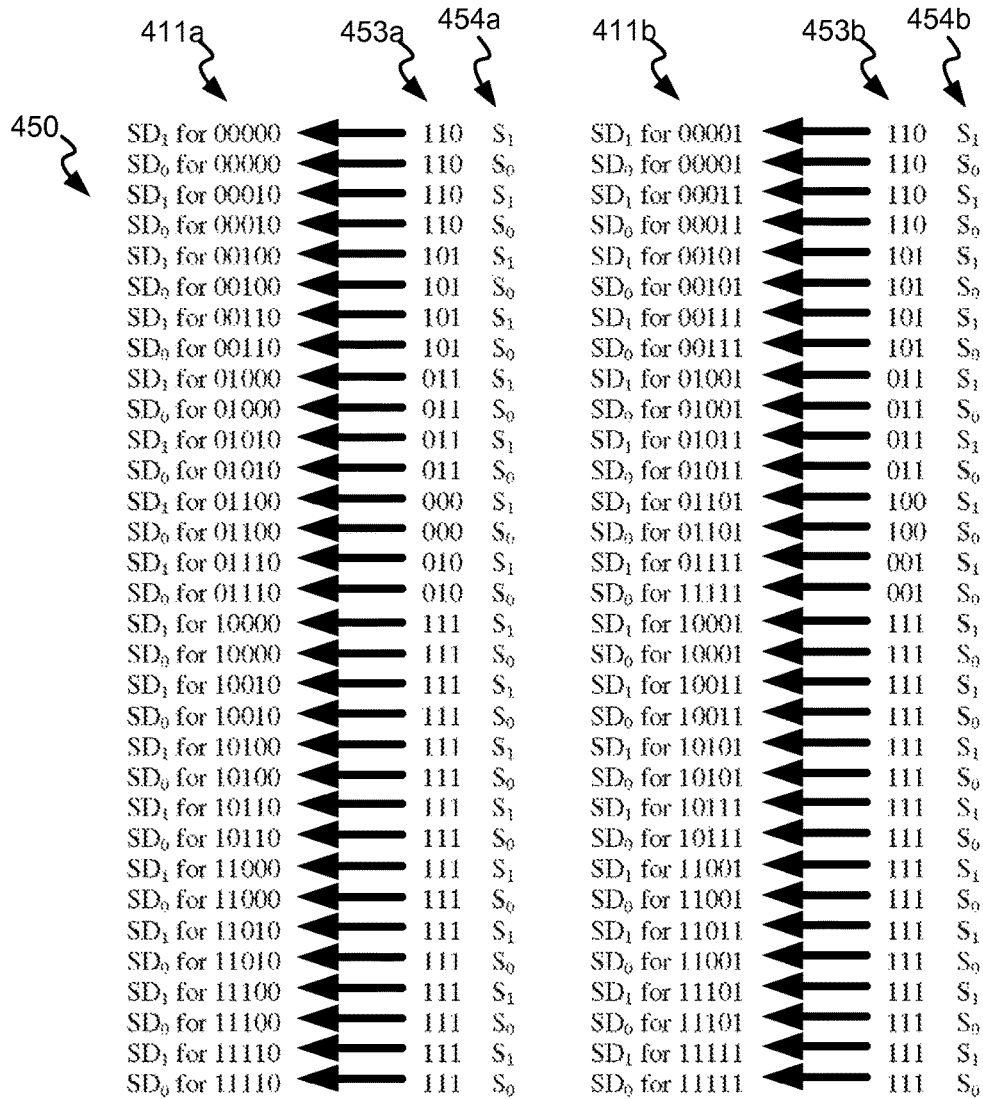 411a 453a 454a 411b 453b 454b
450
SD₁ for 00000 110 S₁ SD₁ for 00001 110 S₁
SD₀ for 00000 110 S₀ SD₀ for 00001 110 S₀
SD₁ for 00010 110 S₁ SD₁ for 00011 110 S₁
SD₀ for 00010 110 S₀ SD₀ for 00011 110 S₀
SD₁ for 00100 101 S₁ SD₁ for 00101 101 S₁
SD₀ for 00100 101 S₀ SD₀ for 00101 101 S₀
SD₁ for 00110 101 S₁ SD₁ for 00111 101 S₁
SD₀ for 00110 101 S₀ SD₀ for 00111 101 S₀
SD₁ for 01000 011 S₁ SD₁ for 01001 011 S₁
SD₀ for 01000 011 S₀ SD₀ for 01001 011 S₀
SD₁ for 01010 011 S₁ SD₁ for 01011 011 S₁
SD₀ for 01010 011 S₀ SD₀ for 01011 011 S₀
SD₁ for 01100 000 S₁ SD₁ for 01101 100 S₁
SD₀ for 01100 000 S₀ SD₀ for 01101 100 S₀
SD₁ for 01110 010 S₁ SD₁ for 01111 001 S₁
SD₀ for 01110 010 S₀ SD₀ for 11111 001 S₀
SD₁ for 10000 111 S₁ SD₁ for 10001 111 S₁
SD₀ for 10000 111 S₀ SD₀ for 10001 111 S₀
SD₁ for 10010 111 S₁ SD₁ for 10011 111 S₁
SD₀ for 10010 111 S₀ SD₀ for 10011 111 S₀
SD₁ for 10100 111 S₁ SD₁ for 10101 111 S₁
SD₀ for 10100 111 S₀ SD₀ for 10101 111 S₀
SD₁ for 10110 111 S₁ SD₁ for 10111 111 S₁
SD₀ for 10110 111 S₀ SD₀ for 10111 111 S₀
SD₁ for 11000 111 S₁ SD₁ for 11001 111 S₁
SD₀ for 11000 111 S₀ SD₀ for 11001 111 S₀
SD₁ for 11010 111 S₁ SD₁ for 11011 111 S₁
SD₀ for 11010 111 S₀ SD₀ for 11001 111 S₀
SD₁ for 11100 111 S₁ SD₁ for 11101 111 S₁
SD₀ for 11100 111 S₀ SD₀ for 11101 111 S₀
SD₁ for 11110 111 S₁ SD₁ for 11111 111 S₁
SD₀ for 11110 111 S₀ SD₀ for 11111 111 S₀